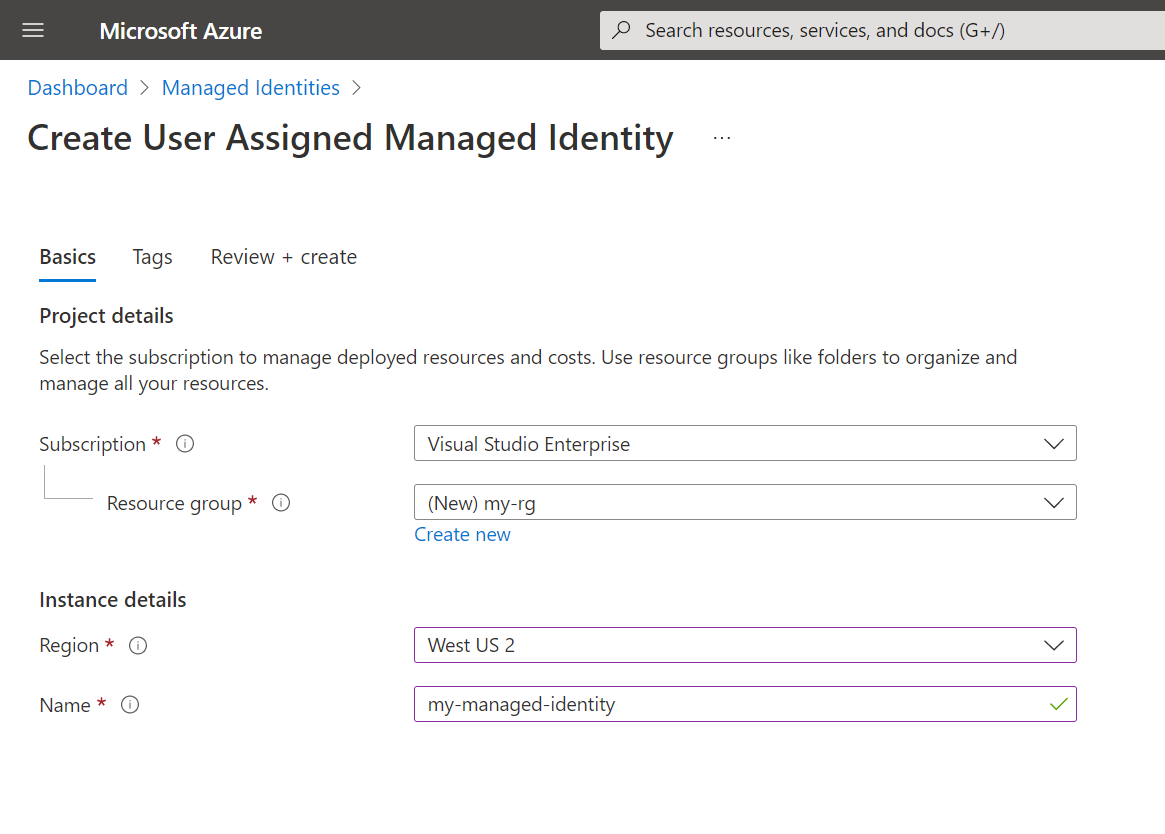 Microsoft Azure
Search resources, services, and docs (G+/)
Dashboard > Managed Identities >
Create User Assigned Managed Identity ...
Basics Tags Review + create
Project details
Select the subscription to manage deployed resources and costs. Use resource groups like folders to organize and
manage all your resources.
Subscription * Visual Studio Enterprise
Resource group * (New) my-rg
Create new
Instance details
Region * West US 2
Name * my-managed-identity